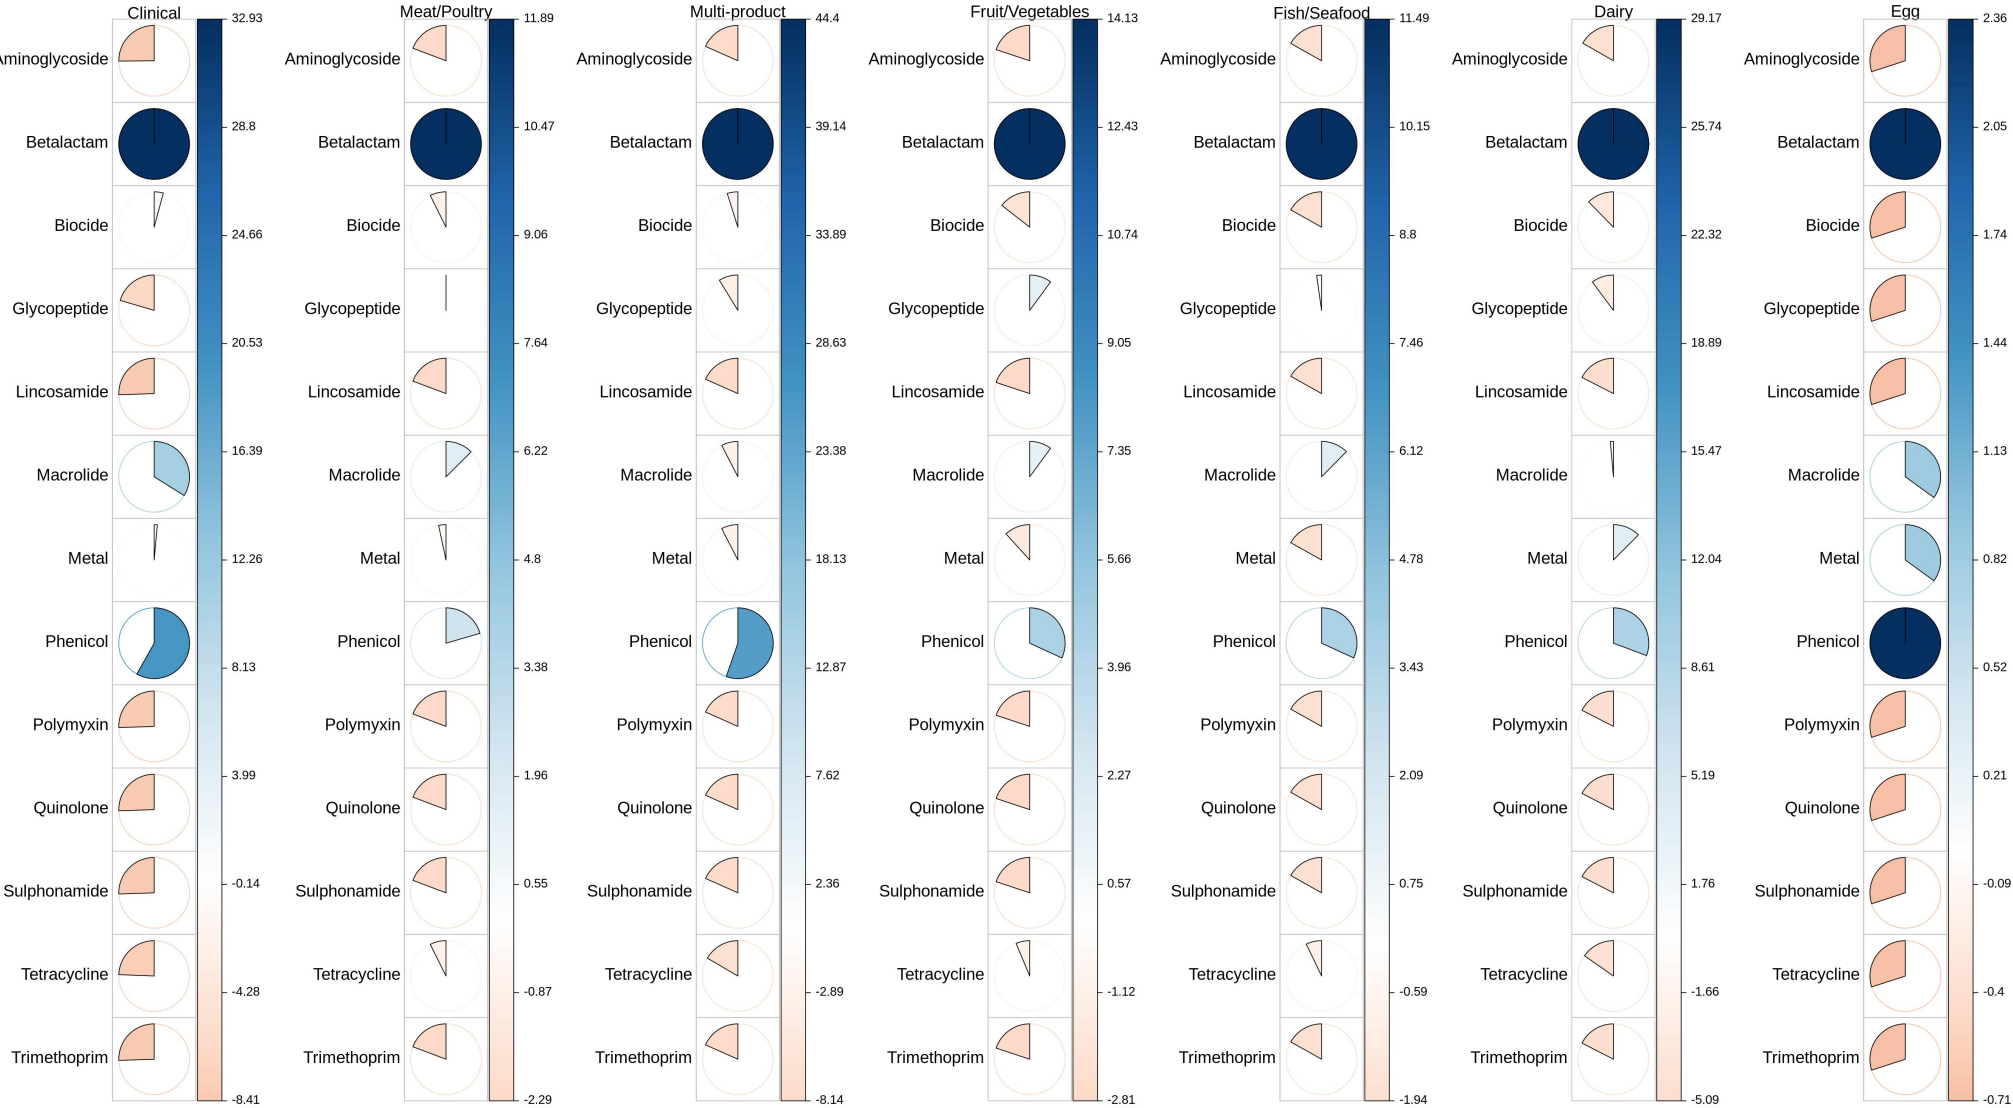 Clinical
Aminoglycoside
Betalactam
Biocide
Glycopeptide
Lincosamide
Macrolide
Metal
Phenicol
Polymyxin
Quinolone
Sulphonamide
Tetracycline
Trimethoprim
32.93
28.8
24.66
20.53
16.39
12.26
8.13
3.99
-0.14
-4.28
-8.41
Meat/Poultry
Aminoglycoside
Betalactam
Biocide
Glycopeptide
Lincosamide
Macrolide
Metal
Phenicol
Polymyxin
Quinolone
Sulphonamide
Tetracycline
Trimethoprim
11.89
10.47
9.06
7.64
6.22
4.8
3.38
1.96
0.55
-0.87
-2.29
Multi-product
Aminoglycoside
Betalactam
Biocide
Glycopeptide
Lincosamide
Macrolide
Metal
Phenicol
Polymyxin
Quinolone
Sulphonamide
Tetracycline
Trimethoprim
44.4
39.14
33.89
28.63
23.38
18.13
12.87
7.62
2.36
-2.89
-8.14
Fruit/Vegetables
Aminoglycoside
Betalactam
Biocide
Glycopeptide
Lincosamide
Macrolide
Metal
Phenicol
Polymyxin
Quinolone
Sulphonamide
Tetracycline
Trimethoprim
14.13
12.43
10.74
9.05
7.35
5.66
3.96
2.27
0.57
-1.12
-2.81
Fish/Seafood
Aminoglycoside
Betalactam
Biocide
Glycopeptide
Lincosamide
Macrolide
Metal
Phenicol
Polymyxin
Quinolone
Sulphonamide
Tetracycline
Trimethoprim
11.49
10.15
8.8
7.46
6.12
4.78
3.43
2.09
0.75
-0.59
-1.94
Dairy
Aminoglycoside
Betalactam
Biocide
Glycopeptide
Lincosamide
Macrolide
Metal
Phenicol
Polymyxin
Quinolone
Sulphonamide
Tetracycline
Trimethoprim
29.17
25.74
22.32
18.89
15.47
12.04
8.61
5.19
1.76
-1.66
-5.09
Egg
Aminoglycoside
Betalactam
Biocide
Glycopeptide
Lincosamide
Macrolide
Metal
Phenicol
Polymyxin
Quinolone
Sulphonamide
Tetracycline
Trimethoprim
2.36
2.05
1.74
1.44
1.13
0.82
0.52
0.21
-0.09
-0.4
-0.71